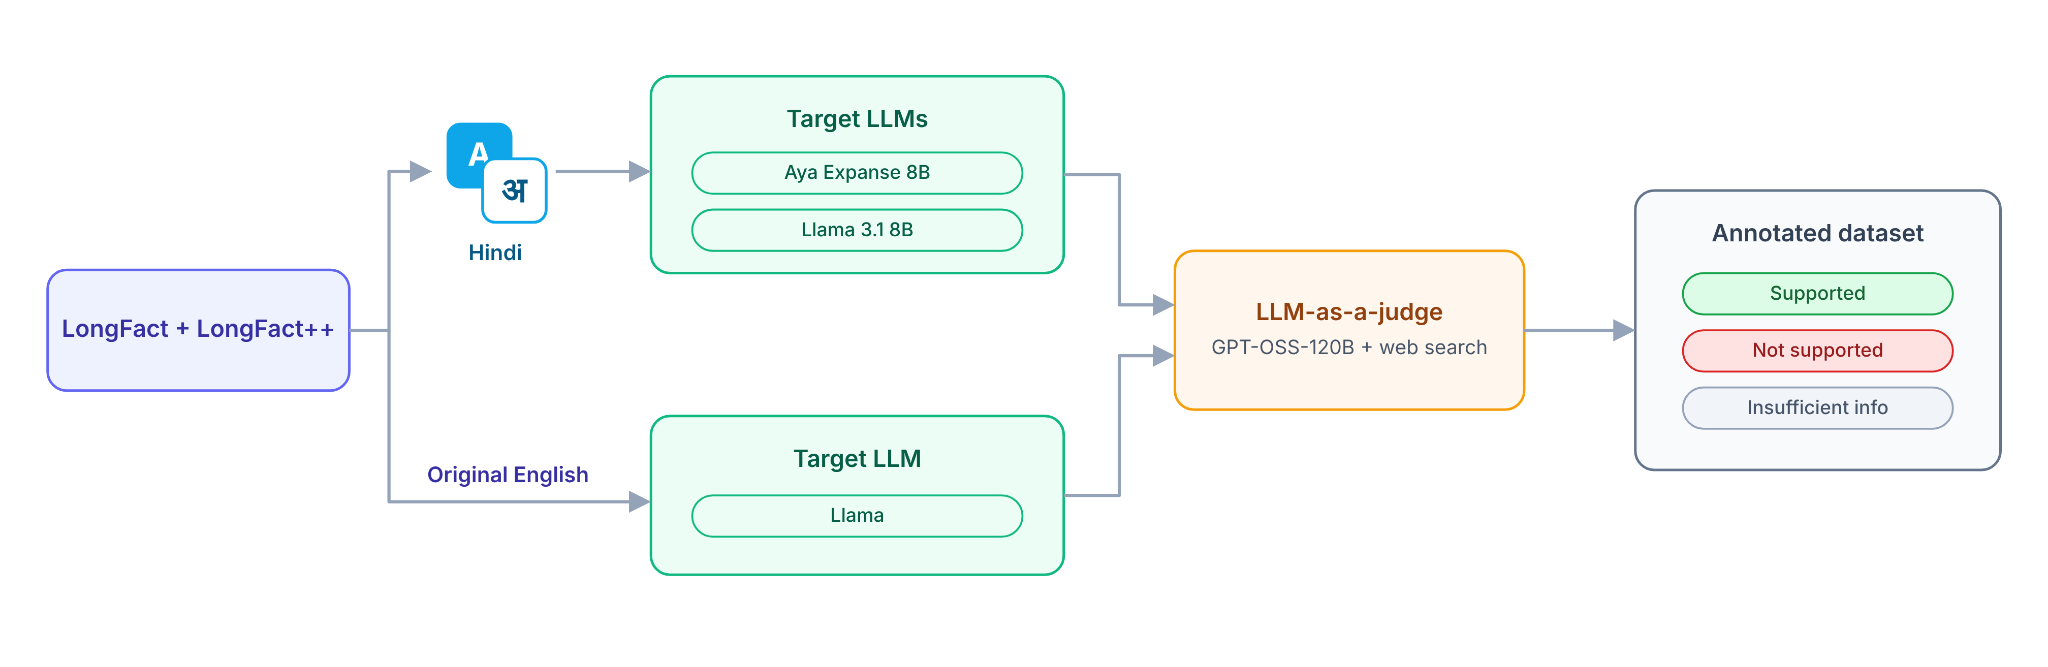 LongFact + LongFact++
A
अ
Hindi
Original English
Target LLMs
Aya Expanse 8B
Llama 3.1 8B
Target LLM
Llama
LLM-as-a-judge
GPT-OSS-120B + web search
Annotated dataset
Supported
Not supported
Insufficient info